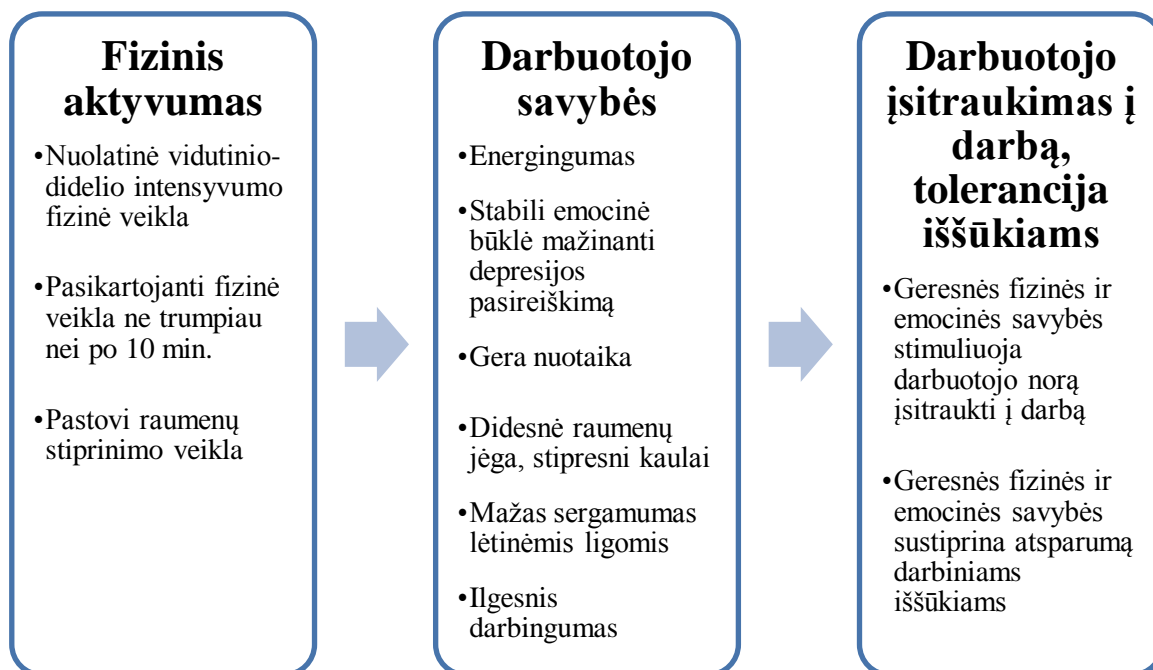 Fizinis
aktyvumas
•Nuolatinė vidutinio-
didelio intensyvumo
fizinė veikla
•Pasikartojanti fizinė
veikla ne trumpiau
nei po 10 min.
•Pastovi raumenų
stiprinimo veikla
Darbuotojo
savybės
•Energingumas
•Stabili emocinė
būklė mažinanti
depresijos
pasireiškimą
•Gera nuotaika
•Didesnė raumenų
jėga, stipresni kaulai
•Mažas sergamumas
lėtinėmis ligomis
•Ilgesnis
darbingumas
Darbuotojo
įsitraukimas į
darbą,
tolerancija
iššūkiams
•Geresnės fizinės ir
emocinės savybės
stimuliuoja
darbuotojo norą
įsitraukti į darbą
•Geresnės fizinės ir
emocinės savybės
sustiprina atsparumą
darbiniams
iššūkiams